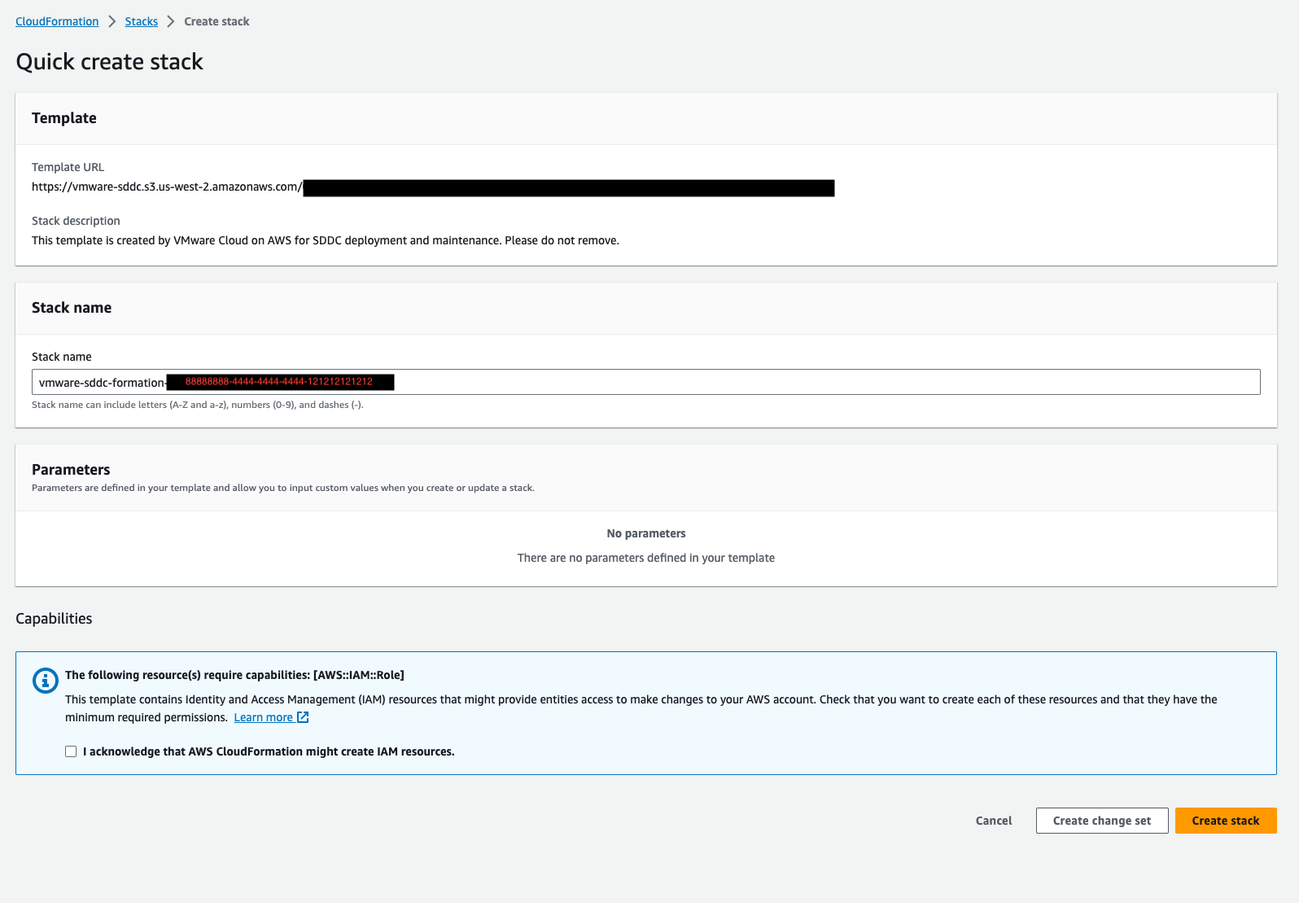 CloudFormation > Stacks > Create stack
Quick create stack
Template
Template URL
https://vmware-sddc.s3.us-west-2.amazonaws.com/
Stack description
This template is created by VMware Cloud on AWS for SDDC deployment and maintenance. Please do not remove.
Stack name
Stack name
vmware-sddc-formation-88888888-4444-4444-4444-121212121212
Stack name can include letters (A-Z and a-z), numbers (0-9), and dashes (-).
Parameters
Parameters are defined in your template and allow you to input custom values when you create or update a stack.
No parameters
There are no parameters defined in your template
Capabilities
The following resource(s) require capabilities: [AWS::IAM::Role]
This template contains Identity and Access Management (IAM) resources that might provide entities access to make changes to your AWS account. Check that you want to create each of these resources and that they have the
minimum required permissions. Learn more
I acknowledge that AWS CloudFormation might create IAM resources.
Cancel Create change set Create stack